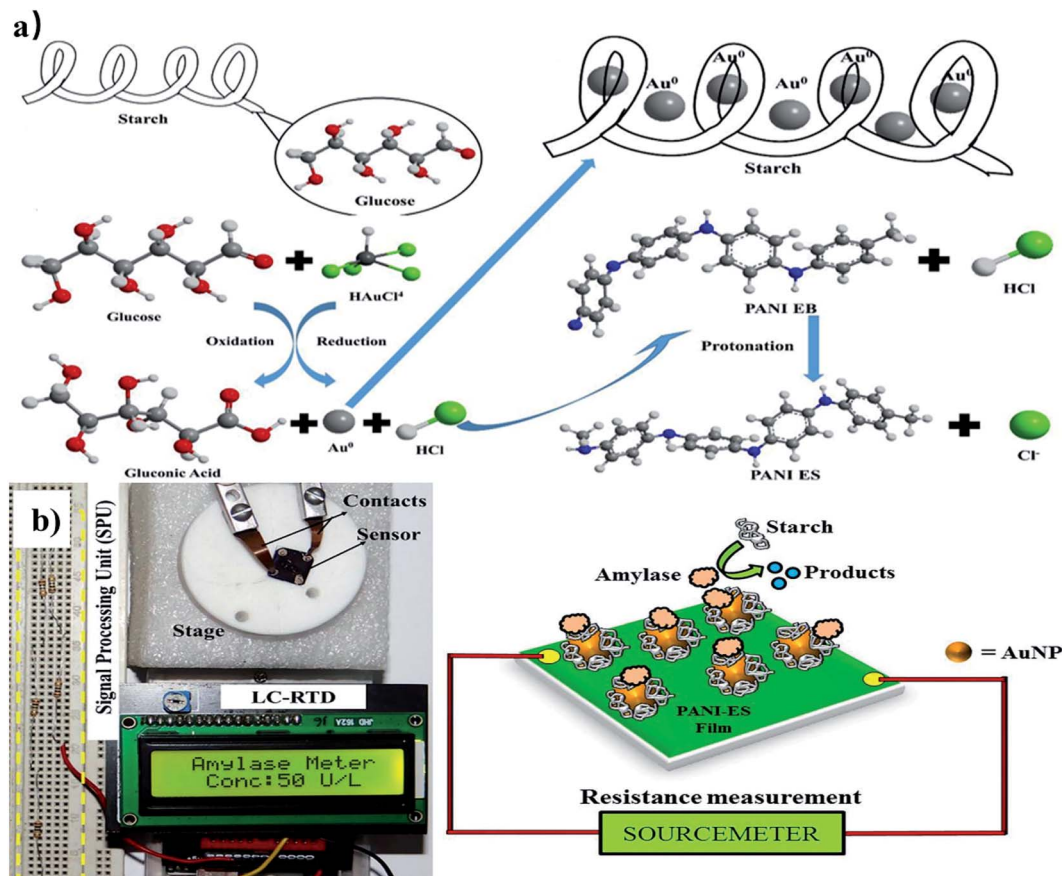 a)
Starch
Glucose
Glucose
HAuCl⁴
Oxidation
Reduction
Gluconic Acid
Au⁰
HCl
Au⁰
Au⁰
Au⁰
Au⁰
Au⁰
Starch
PANI EB
HCl
Protonation
PANI ES
Cl⁻
b)
Signal Processing Unit (SPU)
Contacts
Sensor
Stage
LC-RTD
JHD 162A
Amylase Meter
Conc:50 U/L
Starch
Amylase
Products
= AuNP
PANI-ES
Film
Resistance measurement
SOURCEMETER